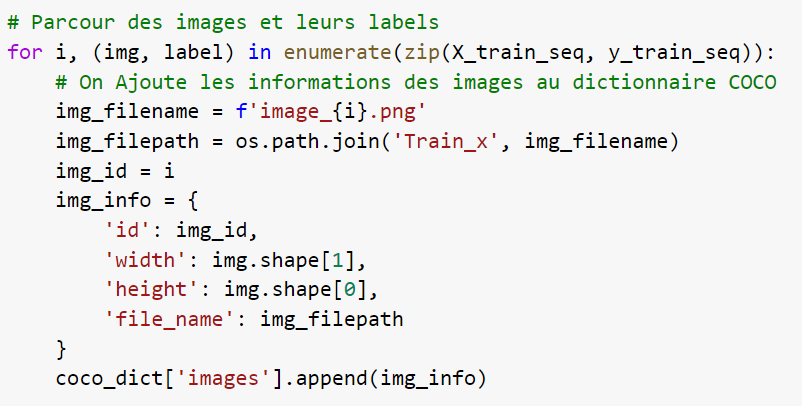 # Parcour des images et leurs labels
for i, (img, label) in enumerate(zip(X_train_seq, y_train_seq)):
    # On Ajoute les informations des images au dictionnaire COCO
    img_filename = f'image_{i}.png'
    img_filepath = os.path.join('Train_x', img_filename)
    img_id = i
    img_info = {
        'id': img_id,
        'width': img.shape[1],
        'height': img.shape[0],
        'file_name': img_filepath
    }
    coco_dict['images'].append(img_info)